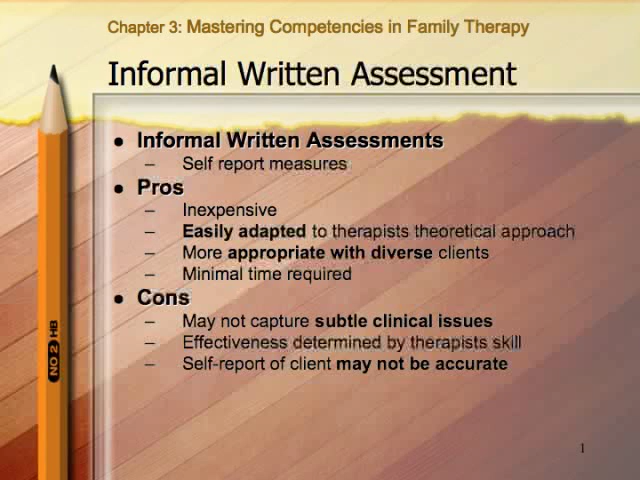 Chapter 3: Mastering Competencies in Family Therapy
Informal Written Assessment
● Informal Written Assessments
– Self report measures
● Pros
– Inexpensive
– Easily adapted to therapists theoretical approach
– More appropriate with diverse clients
– Minimal time required
● Cons
– May not capture subtle clinical issues
– Effectiveness determined by therapists skill
– Self-report of client may not be accurate
NO 2 HB
1